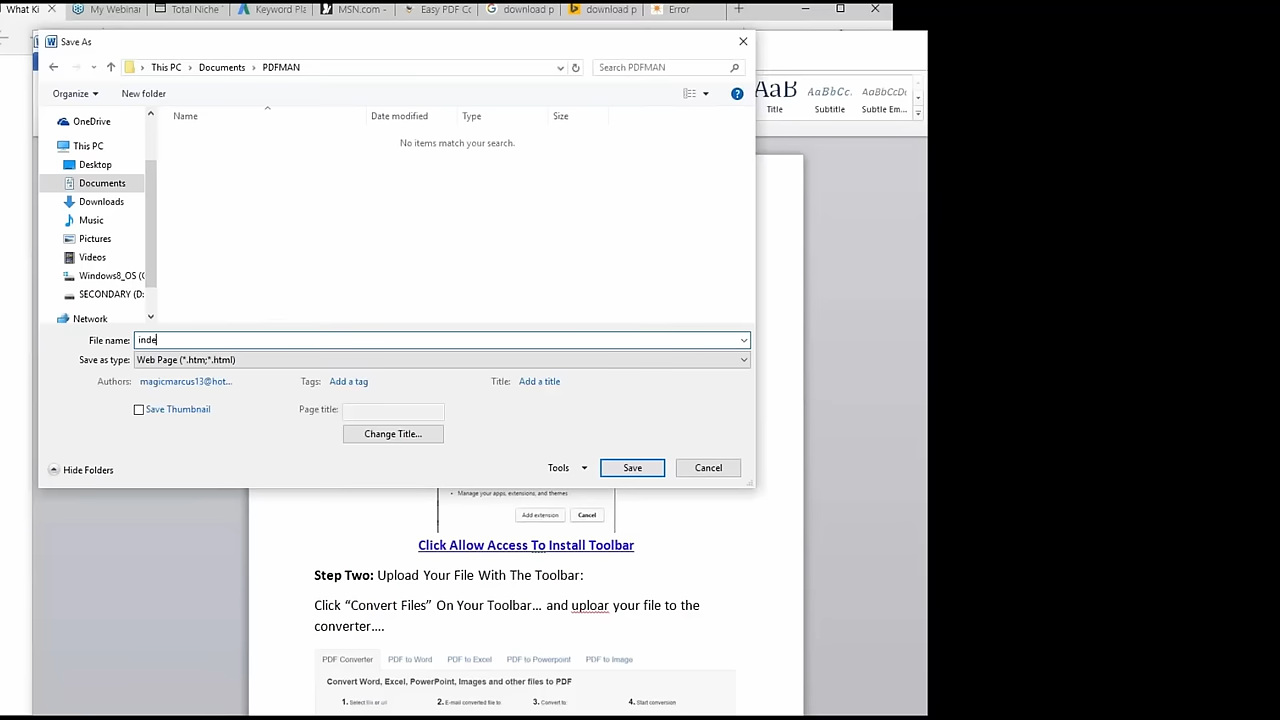 What Ki
My Webinar
Total Niche
Keyword Pla
MSN.com -
Easy PDF Co
download p
download p
Error
Save As
This PC
Documents
PDFMAN
Search PDFMAN
Organize
New folder
Name
Date modified
Type
Size
OneDrive
No items match your search.
This PC
Desktop
Documents
Downloads
Music
Pictures
Videos
Windows8_OS (
SECONDARY (D:
Network
AaB
AaBbCc.
AaBbCcD
Title
Subtitle
Subtle Em...
File name:
inde
Save as type:
Web Page (*.htm;*.html)
Authors:
magicmarcus13@hot...
Tags:
Add a tag
Title:
Add a title
Save Thumbnail
Page title:
Change Title...
Hide Folders
Tools
Save
Cancel
• Manage your apps, extensions, and themes
Add extension
Cancel
Click Allow Access To Install Toolbar
Step Two: Upload Your File With The Toolbar:
Click “Convert Files” On Your Toolbar... and uploar your file to the
converter....
PDF Converter
PDF to Word
PDF to Excel
PDF to Powerpoint
PDF to Image
Convert Word, Excel, PowerPoint, Images and other files to PDF
1. Select file or url
2. E-mail converted file to
3. Convert to:
4. Start conversion